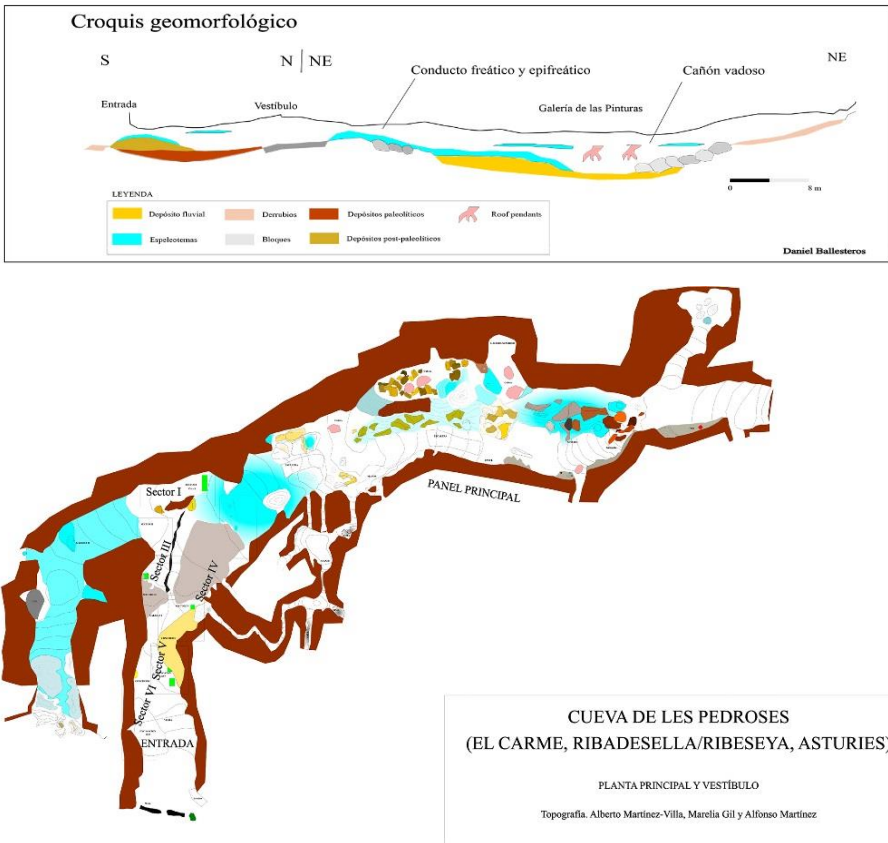 Croquis geomorfológico
S
N | NE
NE
Conducto freático y epifreático
Cañón vadoso
Entrada
Vestíbulo
Galería de las Pinturas
0 8 m
LEYENDA
Depósito fluvial
Derrubios
Depósitos paleolíticos
Roof pendants
Espeleotemas
Bloques
Depósitos post-paleolíticos
Daniel Ballesteros
PANEL PRINCIPAL
Sector I
Sector III
Sector IV
Sector V
Sector VI
ENTRADA
CUEVA DE LES PEDROSES
(EL CARME, RIBADESELLA/RIBESEYA, ASTURIES)
PLANTA PRINCIPAL Y VESTÍBULO
Topografía. Alberto Martínez-Villa, Marelia Gil y Alfonso Martínez